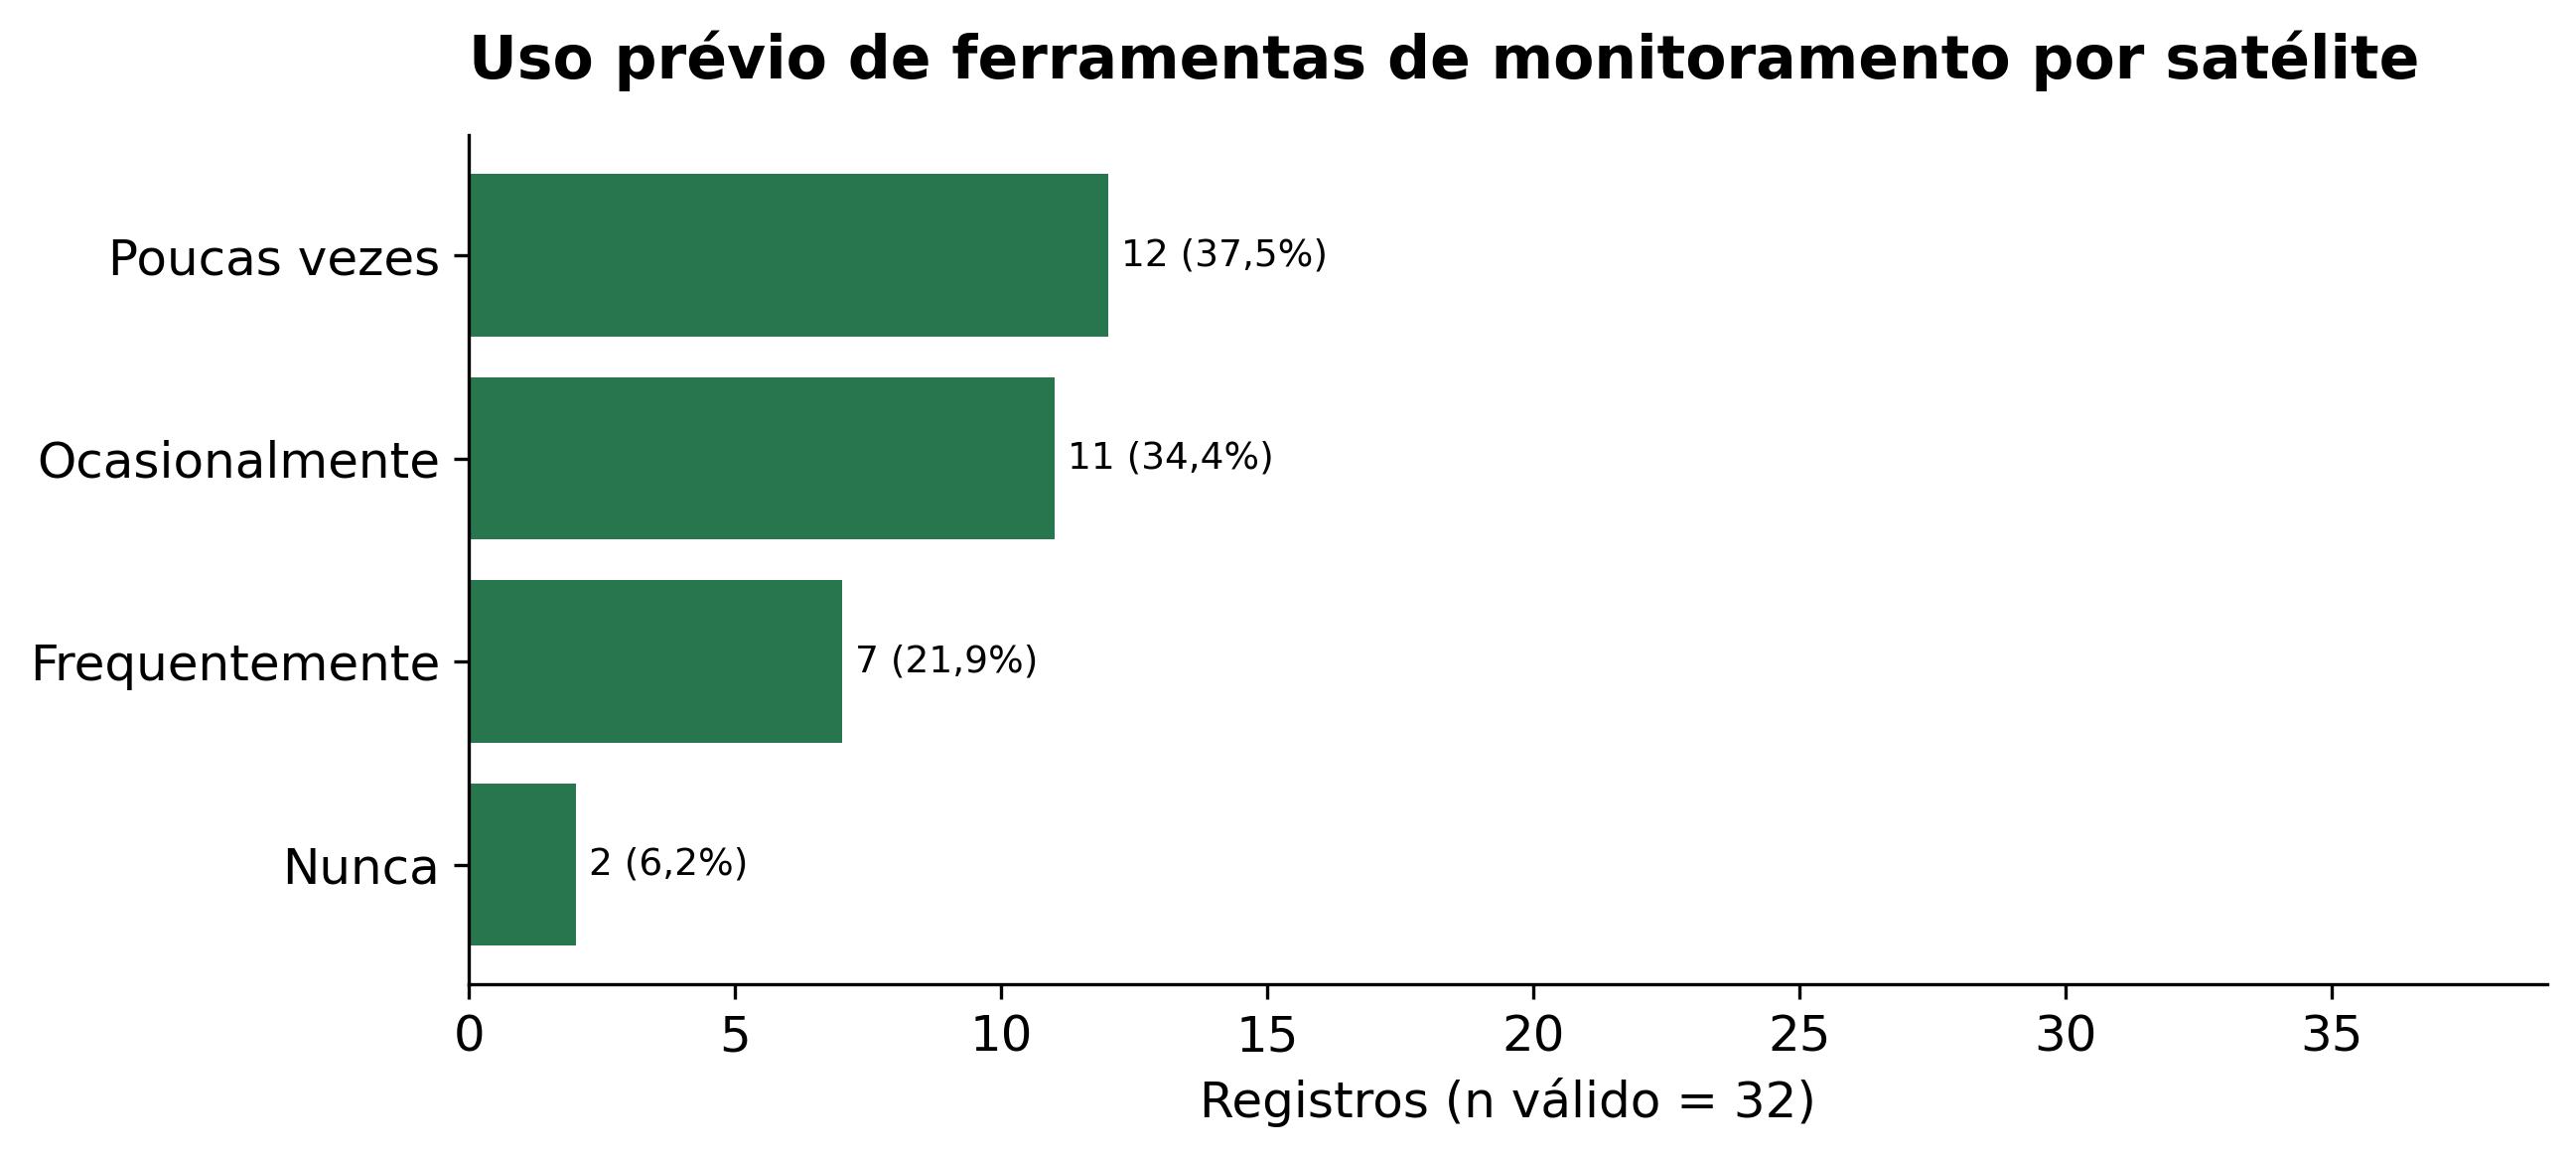 Uso prévio de ferramentas de monitoramento por satélite
Poucas vezes
12 (37,5%)
Ocasionalmente
11 (34,4%)
Frequentemente
7 (21,9%)
Nunca
2 (6,2%)
0 5 10 15 20 25 30 35
Registros (n válido = 32)